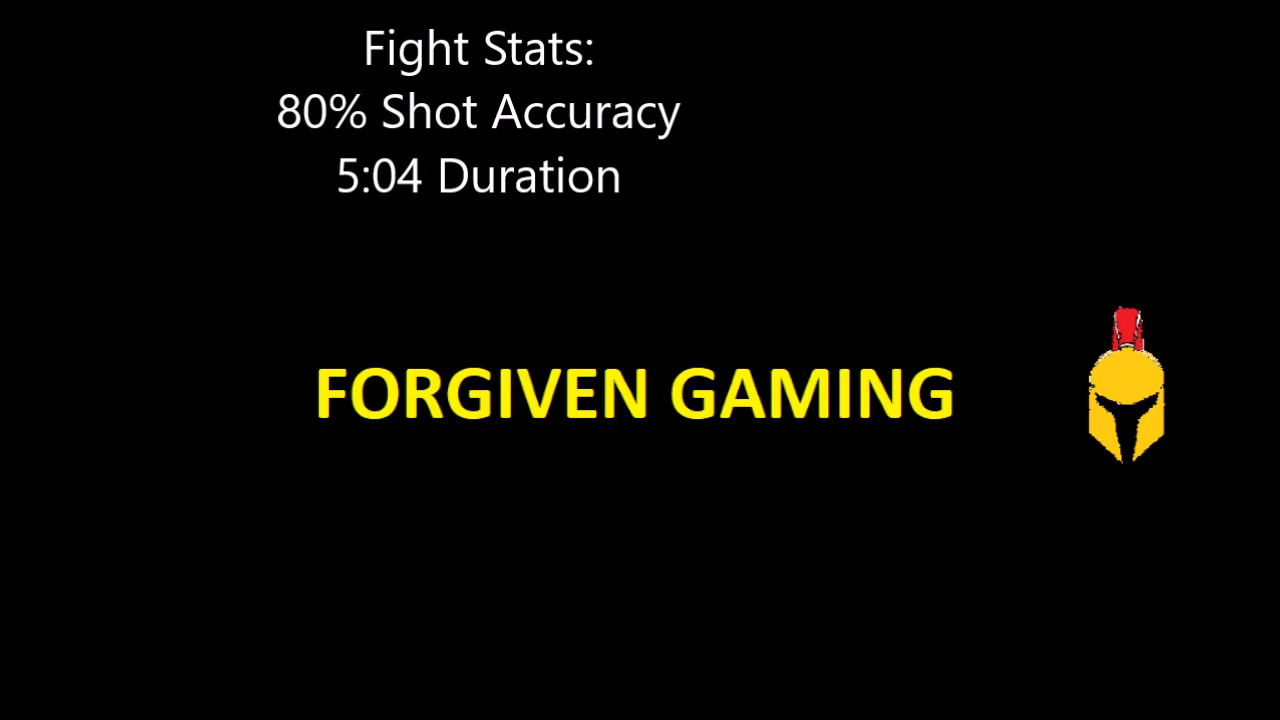 Fight Stats:
80% Shot Accuracy
5:04 Duration
FORGIVEN GAMING